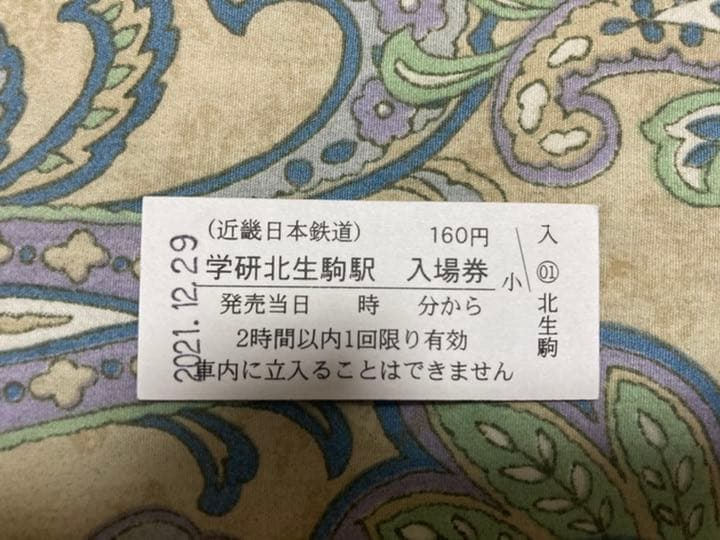 2021.12.29
(近畿日本鉄道) 160円
学研北生駒駅 入場券
発売当日 時 分から
2時間以内1回限り有効
車内に立入ることはできません
小
入
01
北生駒